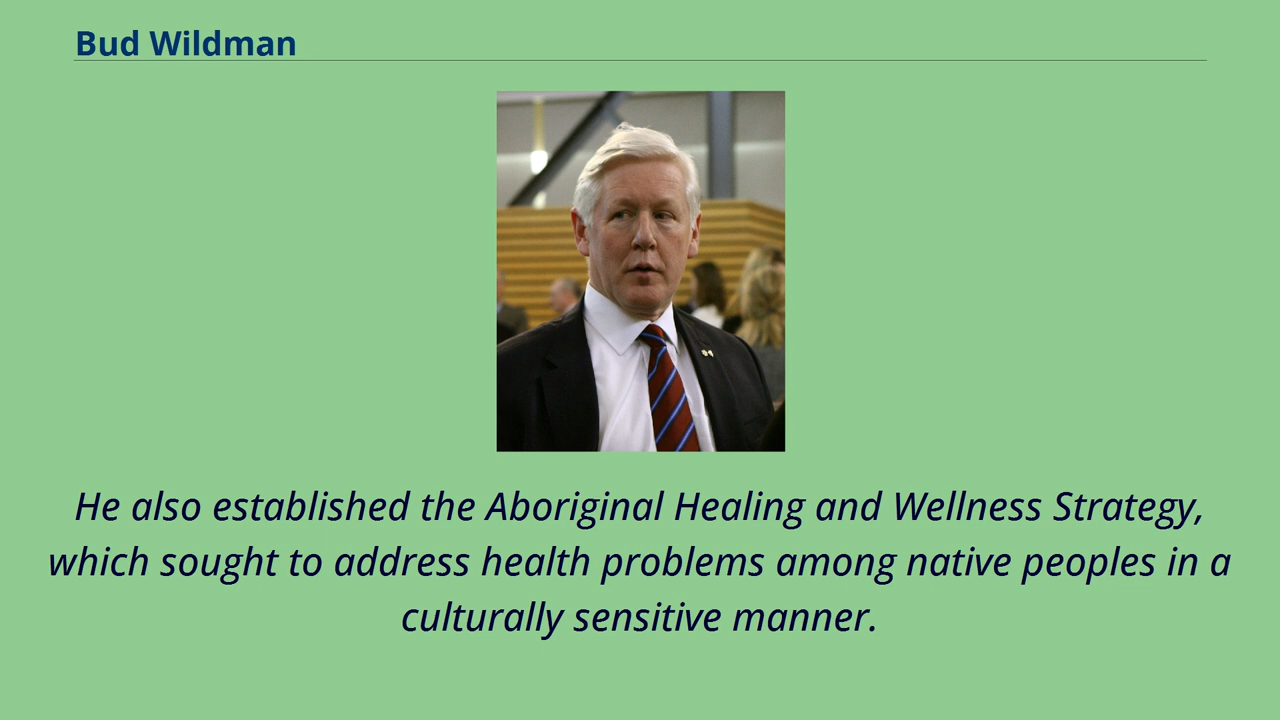 Bud Wildman
He also established the Aboriginal Healing and Wellness Strategy,
which sought to address health problems among native peoples in a
culturally sensitive manner.